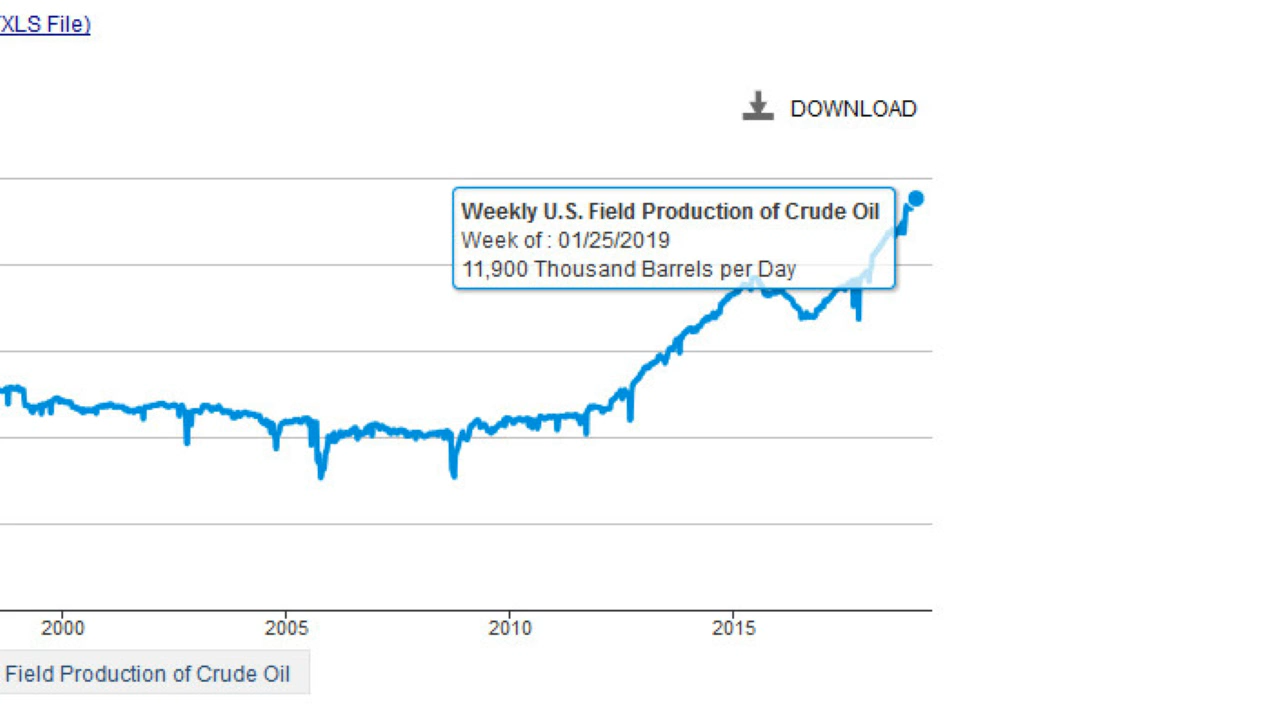 XLS File)
DOWNLOAD
Weekly U.S. Field Production of Crude Oil
Week of : 01/25/2019
11,900 Thousand Barrels per Day
2000 2005 2010 2015
Field Production of Crude Oil